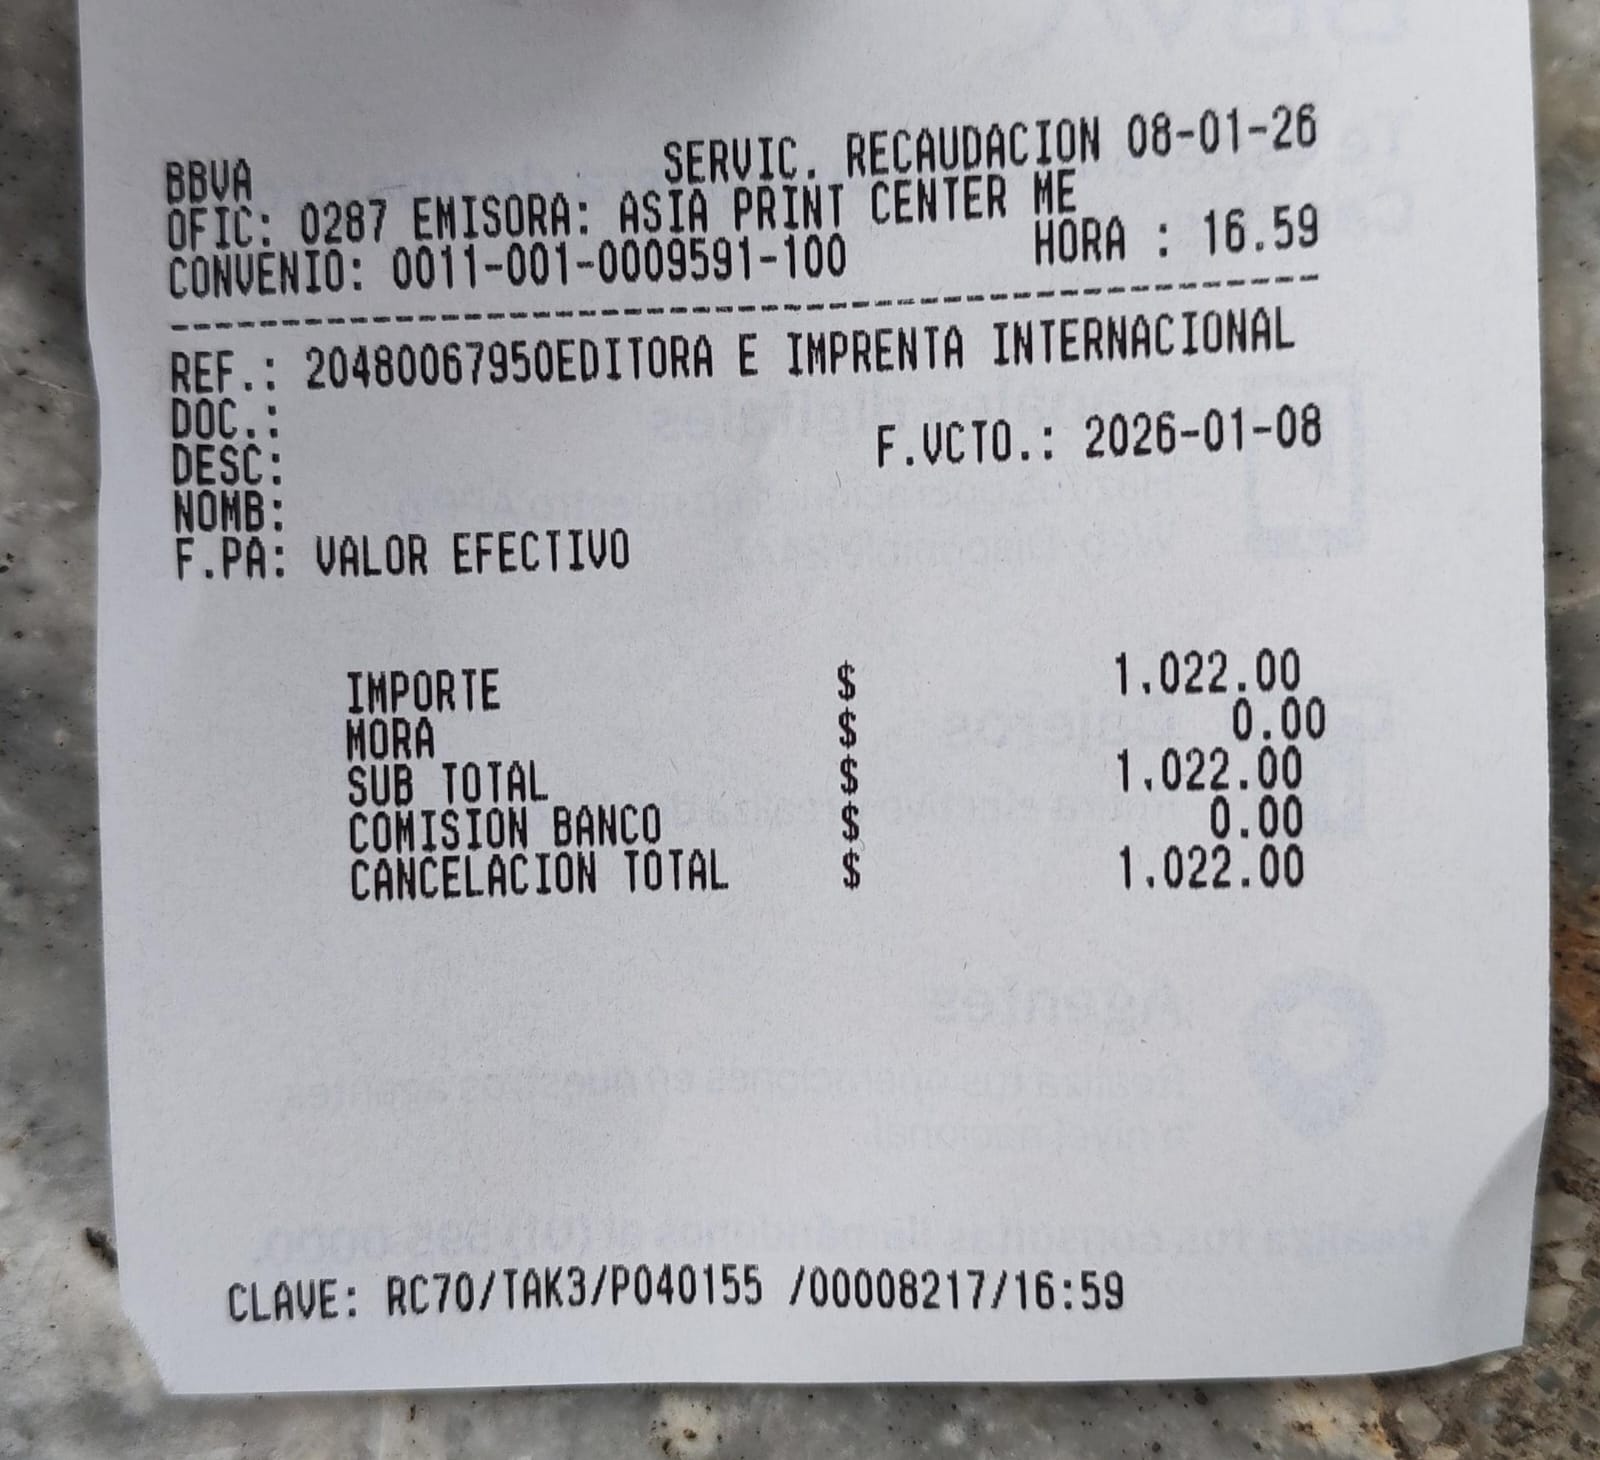 BBVA SERVIC. RECAUDACION 08-01-26
OFIC: 0287 EMISORA: ASIA PRINT CENTER ME
CONVENIO: 0011-001-0009591-100 HORA : 16.59
--------------------------------------------------
REF.: 20480067950EDITORA E IMPRENTA INTERNACIONAL
DOC.:
DESC: F.VCTO.: 2026-01-08
NOMB:
F.PA: VALOR EFECTIVO
IMPORTE $ 1.022.00
MORA $ 0.00
SUB TOTAL $ 1.022.00
COMISION BANCO $ 0.00
CANCELACION TOTAL $ 1.022.00
CLAVE: RC70/TAK3/P040155 /00008217/16:59